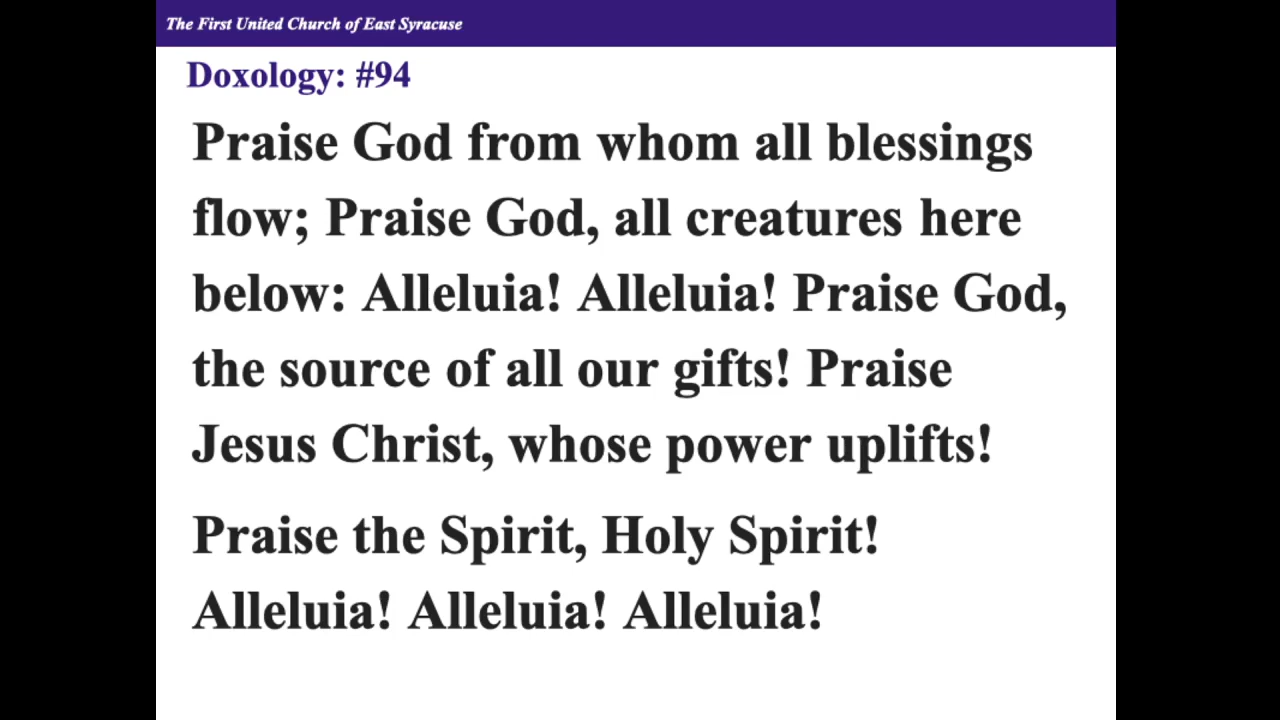 The First United Church of East Syracuse
Doxology: #94
Praise God from whom all blessings
flow; Praise God, all creatures here
below: Alleluia! Alleluia! Praise God,
the source of all our gifts! Praise
Jesus Christ, whose power uplifts!
Praise the Spirit, Holy Spirit!
Alleluia! Alleluia! Alleluia!